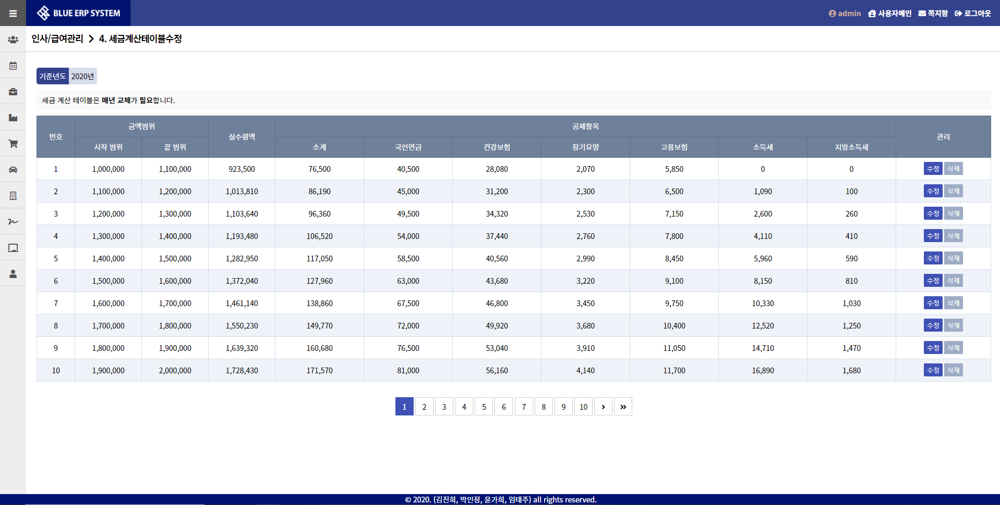 BLUE ERP SYSTEM
admin 사용자메인 쪽지함 로그아웃
인사/급여관리 > 4. 세금계산테이블수정
기준년도 2020년
세금 계산 테이블은 매년 교체가 필요합니다.
번호 금액범위 실수령액 공제항목 관리
시작 범위 끝 범위 소계 국민연금 건강보험 장기요양 고용보험 소득세 지방소득세
1 1,000,000 1,100,000 923,500 76,500 40,500 28,080 2,070 5,850 0 0 수정 삭제
2 1,100,000 1,200,000 1,013,810 86,190 45,000 31,200 2,300 6,500 1,090 100 수정 삭제
3 1,200,000 1,300,000 1,103,640 96,360 49,500 34,320 2,530 7,150 2,600 260 수정 삭제
4 1,300,000 1,400,000 1,193,480 106,520 54,000 37,440 2,760 7,800 4,110 410 수정 삭제
5 1,400,000 1,500,000 1,282,950 117,050 58,500 40,560 2,990 8,450 5,960 590 수정 삭제
6 1,500,000 1,600,000 1,372,040 127,960 63,000 43,680 3,220 9,100 8,150 810 수정 삭제
7 1,600,000 1,700,000 1,461,140 138,860 67,500 46,800 3,450 9,750 10,330 1,030 수정 삭제
8 1,700,000 1,800,000 1,550,230 149,770 72,000 49,920 3,680 10,400 12,520 1,250 수정 삭제
9 1,800,000 1,900,000 1,639,320 160,680 76,500 53,040 3,910 11,050 14,710 1,470 수정 삭제
10 1,900,000 2,000,000 1,728,430 171,570 81,000 56,160 4,140 11,700 16,890 1,680 수정 삭제
1 2 3 4 5 6 7 8 9 10 > »
© 2020. (김진희, 박민정, 윤가희, 임태주) all rights reserved.